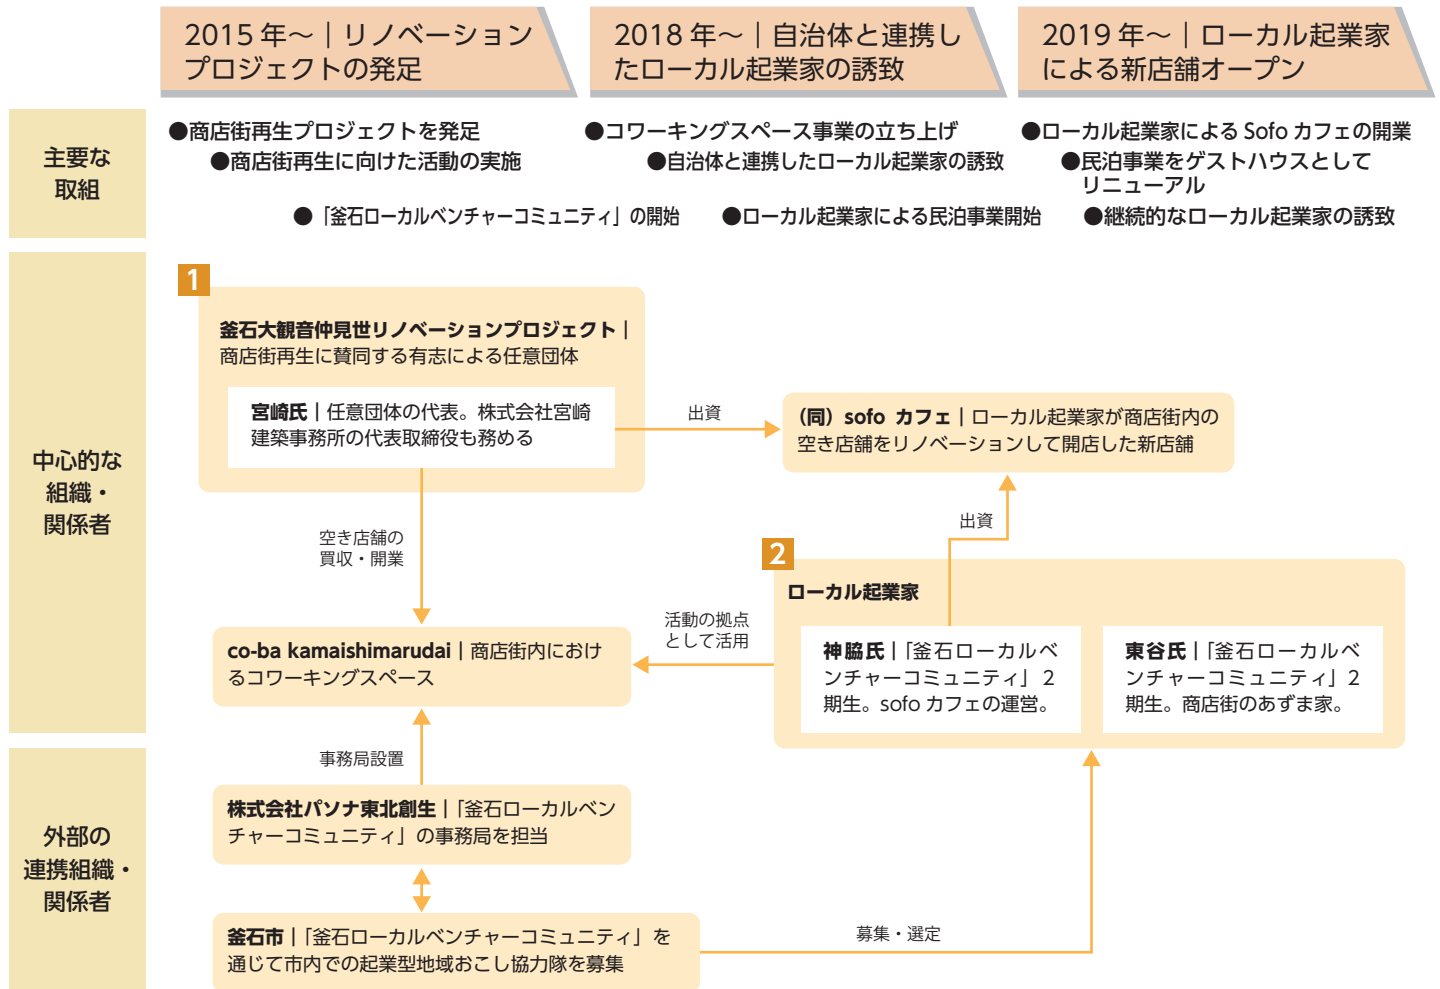 2015 年～｜リノベーション
プロジェクトの発足
2018 年～｜自治体と連携し
たローカル起業家の誘致
2019 年～｜ローカル起業家
による新店舗オープン
主要な
取組
●商店街再生プロジェクトを発足
●商店街再生に向けた活動の実施
●「釜石ローカルベンチャーコミュニティ」の開始
●コワーキングスペース事業の立ち上げ
●自治体と連携したローカル起業家の誘致
●ローカル起業家による民泊事業開始
●ローカル起業家による Sofo カフェの開業
●民泊事業をゲストハウスとして
リニューアル
●継続的なローカル起業家の誘致
中心的な
組織・
関係者
1
釜石大観音仲見世リノベーションプロジェクト｜
商店街再生に賛同する有志による任意団体
宮崎氏｜任意団体の代表。株式会社宮崎
建築事務所の代表取締役も務める
出資
（同）sofo カフェ｜ローカル起業家が商店街内の
空き店舗をリノベーションして開店した新店舗
空き店舗の
買収・開業
出資
2
ローカル起業家
神脇氏｜「釜石ローカルベ
ンチャーコミュニティ」2
期生。sofo カフェの運営。
東谷氏｜「釜石ローカルベ
ンチャーコミュニティ」2
期生。商店街のあずま家。
活動の拠点
として活用
co-ba kamaishimarudai｜商店街内におけ
るコワーキングスペース
事務局設置
外部の
連携組織・
関係者
株式会社パソナ東北創生｜「釜石ローカルベン
チャーコミュニティ」の事務局を担当
釜石市｜「釜石ローカルベンチャーコミュニティ」を
通じて市内での起業型地域おこし協力隊を募集
募集・選定